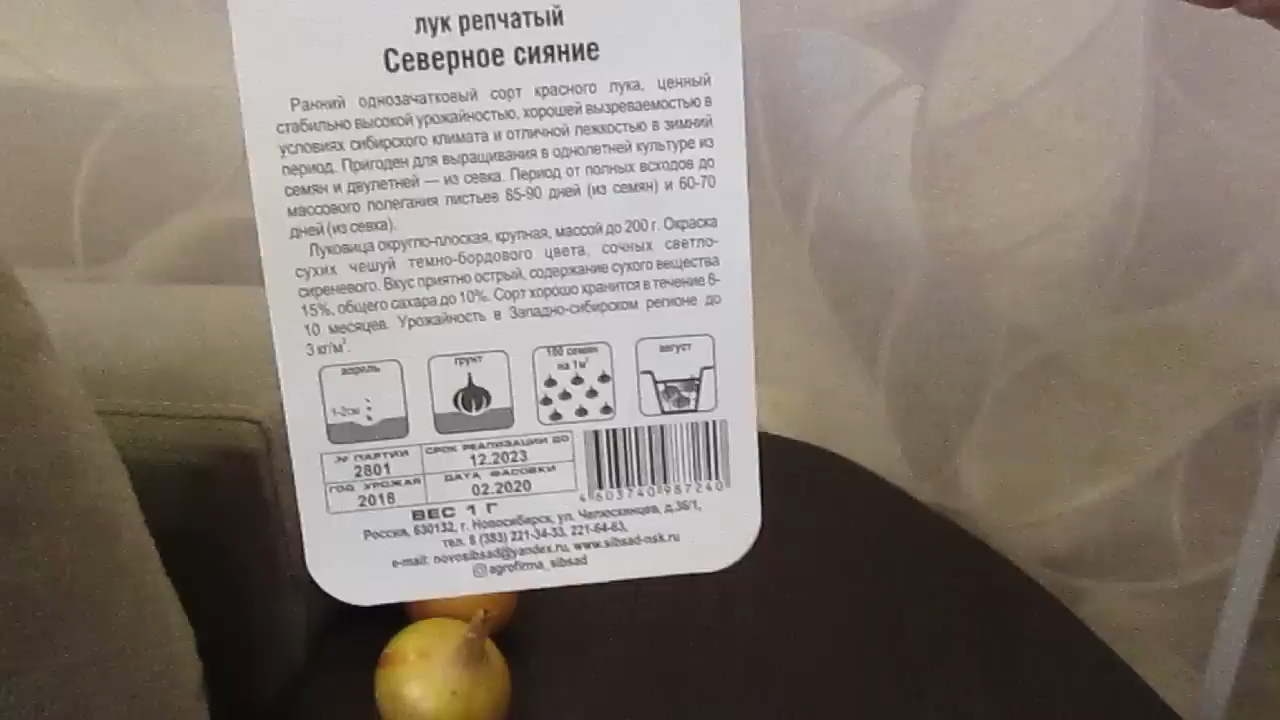 лук репчатый
Северное сияние
Ранний однозачатковый сорт красного лука, ценный
стабильно высокой урожайностью, хорошей вызреваемостью в
условиях сибирского климата и отличной лежкостью в зимний
период. Пригоден для выращивания в однолетней культуре из
семян и двулетней — из севка. Период от полных всходов до
массового полегания листьев 85-90 дней (из семян) и 60-70
дней (из севка).
Луковица округло-плоская, крупная, массой до 200 г. Окраска
сухих чешуй темно-бордового цвета, сочных светло-
сиреневого. Вкус приятно острый, содержание сухого вещества
15%, общего сахара до 10%. Сорт хорошо хранится в течение 8-
10 месяцев. Урожайность в Западно-сибирском регионе до
3 кг/м².
апрель
1-2см
грунт
100 семян
на 1м²
август
№ ПАРТИИ
2801
СРОК РЕАЛИЗАЦИИ ДО
12.2023
ГОД УРОЖАЯ
2018
ДАТА ФАСОВКИ
02.2020
4 603740 987240
ВЕС 1 Г
Россия, 630132, г. Новосибирск, ул. Челюскинцев, д.36/1,
тел. 8 (383) 221-34-33, 221-64-63,
e-mail: novosibsad@yandex.ru, www.sibsad-nsk.ru
agrofirma_sibsad